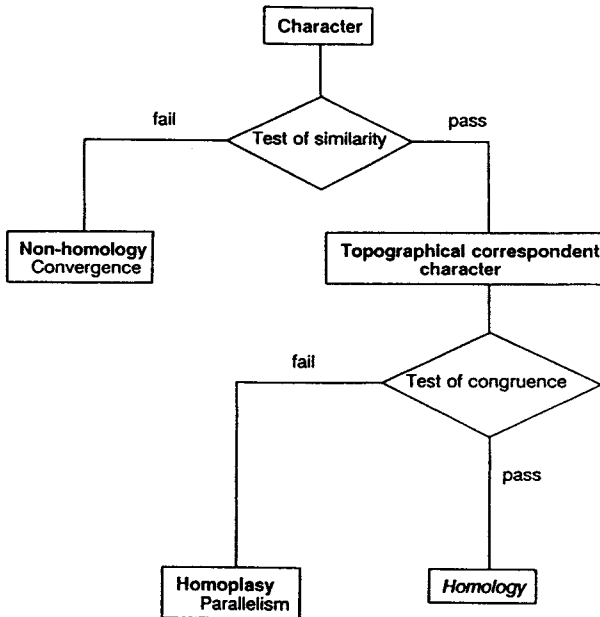 Character
fail
pass
Test of similarity
Non-homology
Convergence
Topographical correspondent
character
fail
Test of congruence
pass
Homoplasy
Parallelism
Homology